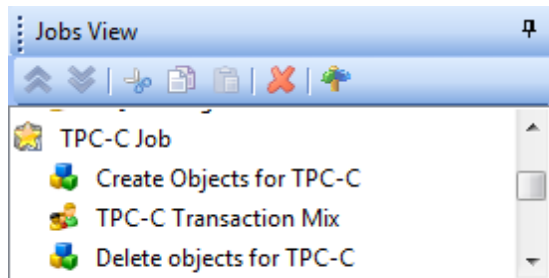 Jobs View
TPC-C Job
Create Objects for TPC-C
TPC-C Transaction Mix
Delete objects for TPC-C